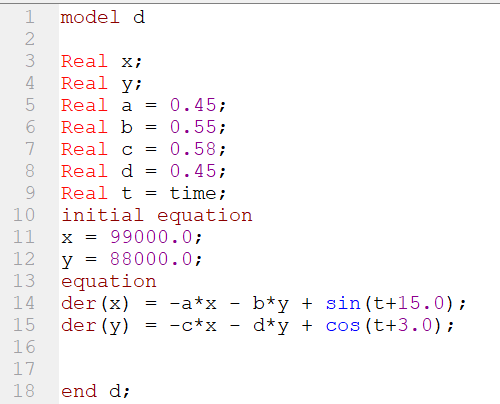 1 model d
2
3 Real x;
4 Real y;
5 Real a = 0.45;
6 Real b = 0.55;
7 Real c = 0.58;
8 Real d = 0.45;
9 Real t = time;
10 initial equation
11 x = 99000.0;
12 y = 88000.0;
13 equation
14 der(x) = -a*x - b*y + sin(t+15.0);
15 der(y) = -c*x - d*y + cos(t+3.0);
16
17
18 end d;